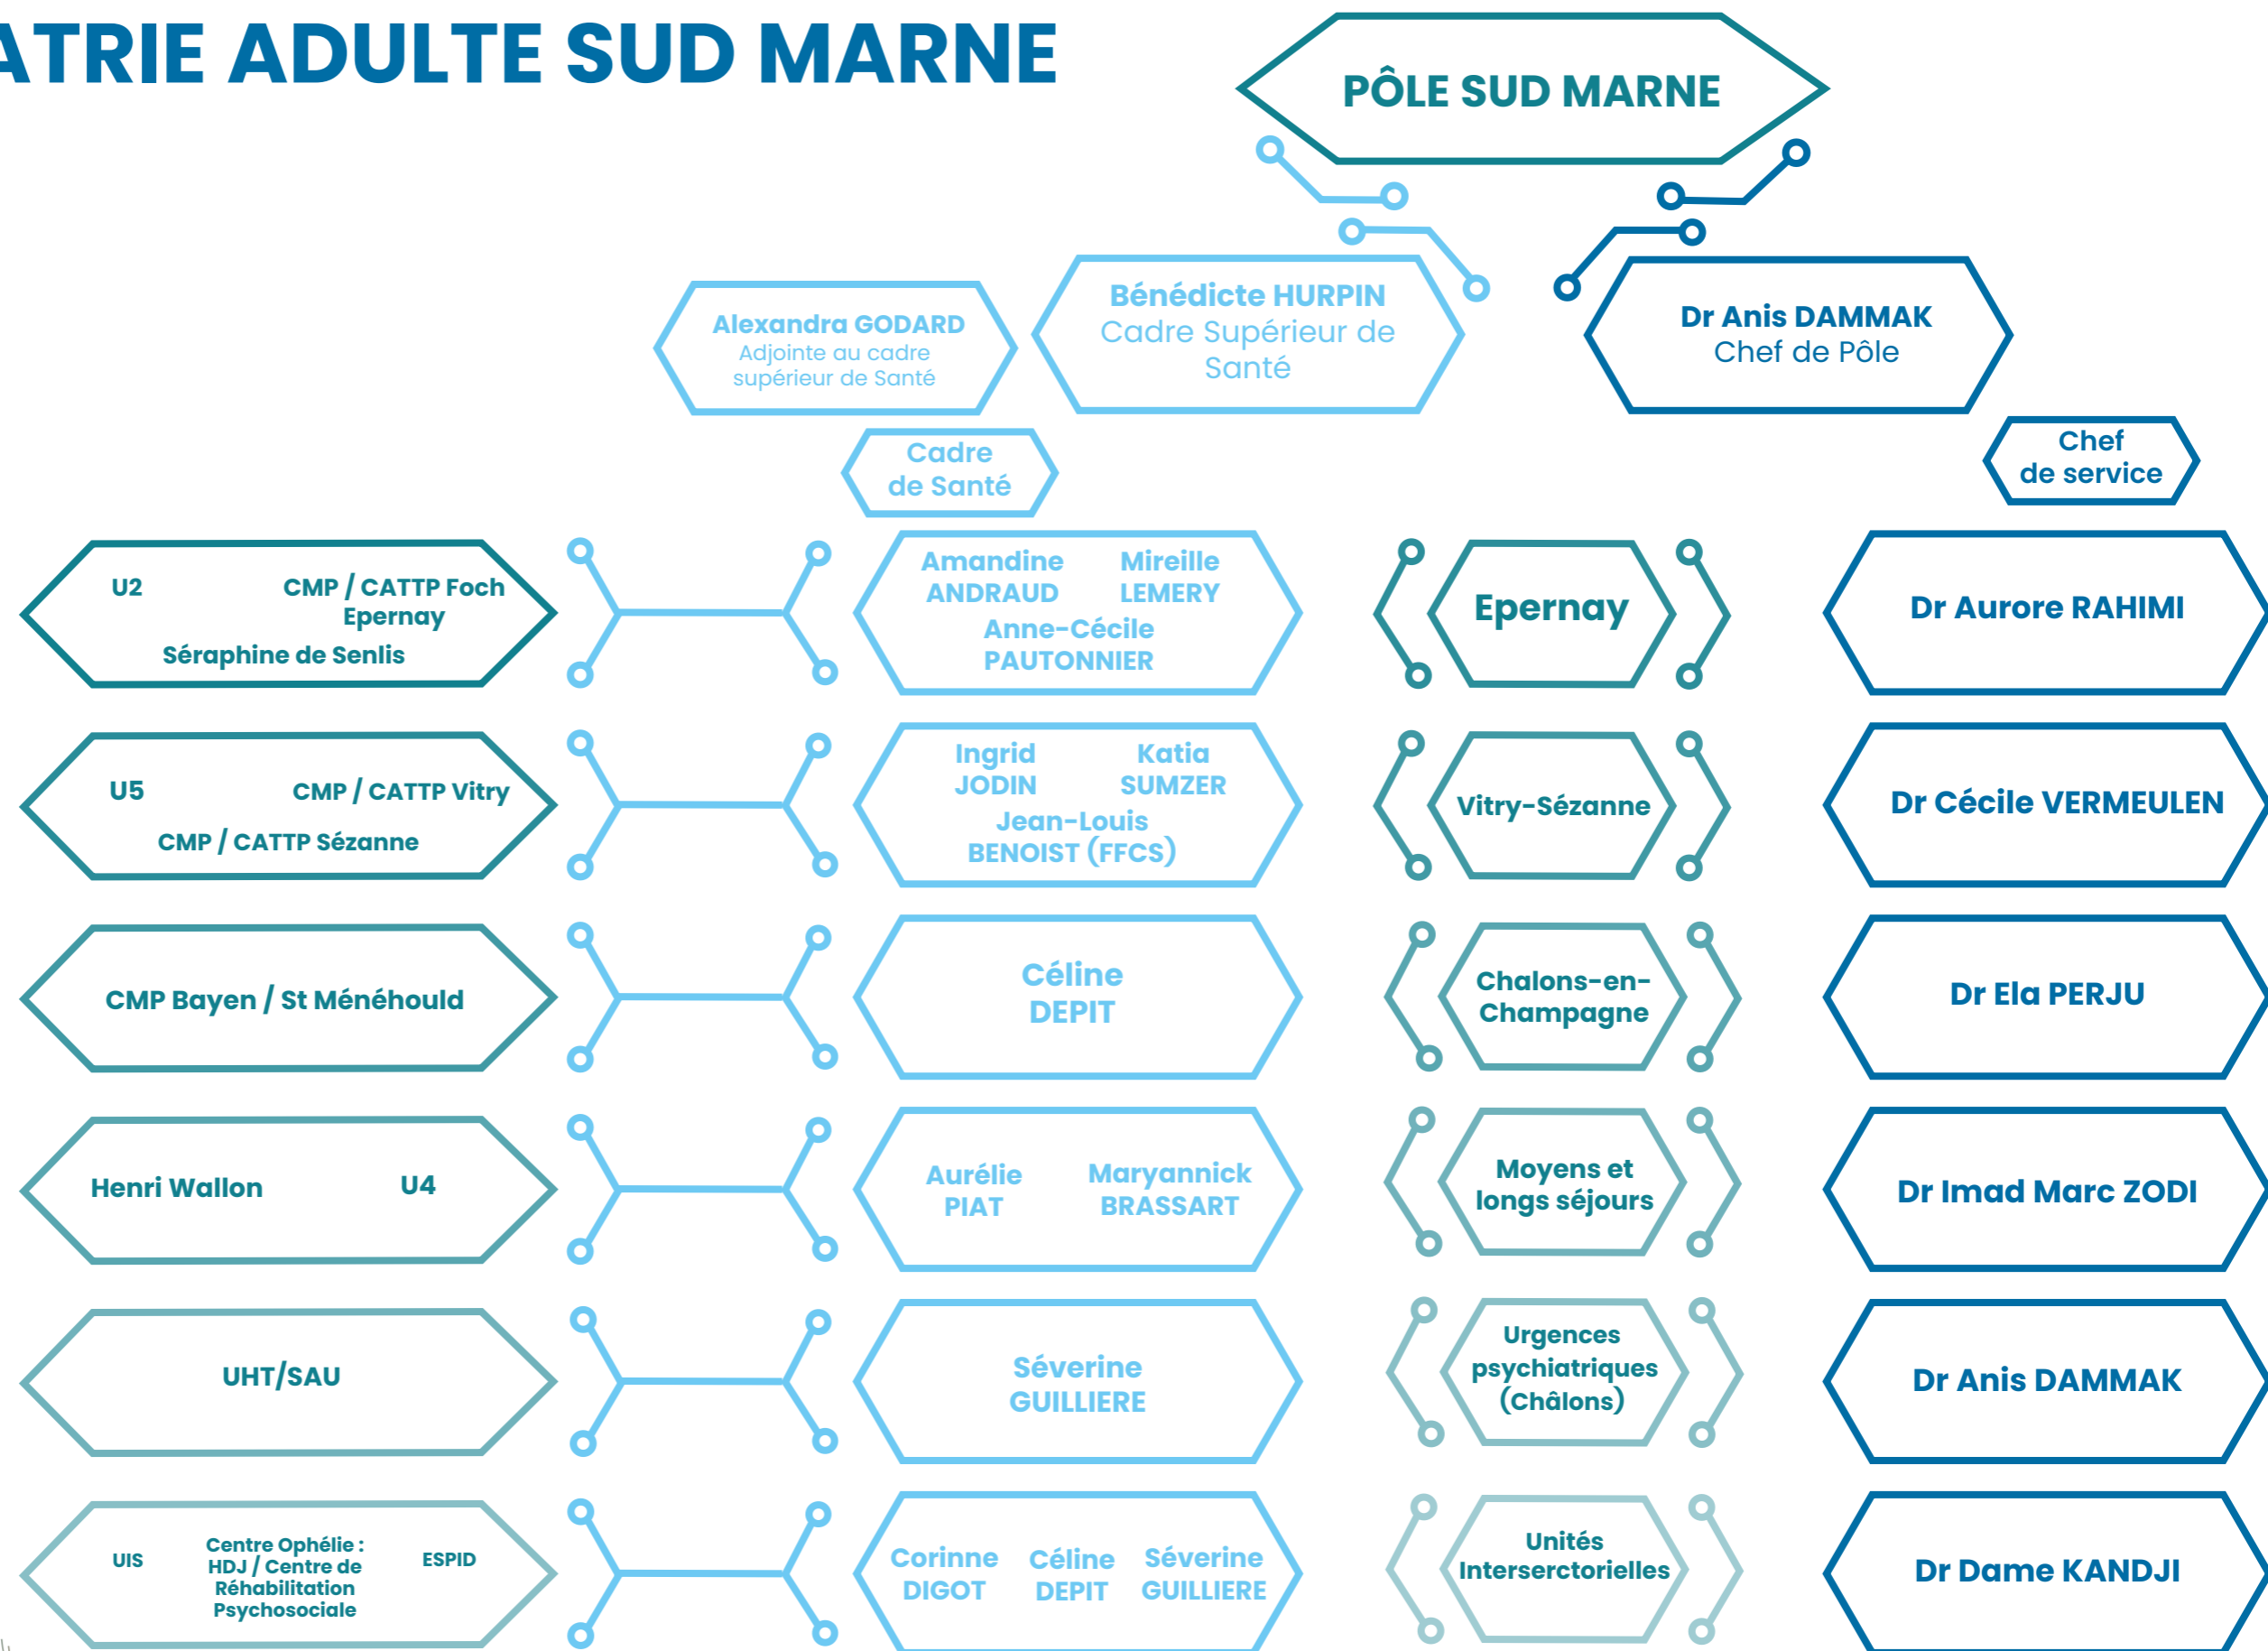 ATRIE ADULTE SUD MARNE
PÔLE SUD MARNE
Alexandra GODARD
Adjointe au cadre
supérieur de Santé
Bénédicte HURPIN
Cadre Supérieur de
Santé
Dr Anis DAMMAK
Chef de Pôle
Cadre
de Santé
Chef
de service
U2
CMP / CATTP Foch
Epernay
Séraphine de Senlis
Amandine
ANDRAUD
Mireille
LEMERY
Anne-Cécile
PAUTONNIER
Epernay
Dr Aurore RAHIMI
U5
CMP / CATTP Vitry
CMP / CATTP Sézanne
Ingrid
JODIN
Katia
SUMZER
Jean-Louis
BENOIST (FFCS)
Vitry-Sézanne
Dr Cécile VERMEULEN
CMP Bayen / St Ménéhould
Céline
DEPIT
Chalons-en-
Champagne
Dr Ela PERJU
Henri Wallon
U4
Aurélie
PIAT
Maryannick
BRASSART
Moyens et
longs séjours
Dr Imad Marc ZODI
UHT/SAU
Séverine
GUILLIERE
Urgences
psychiatriques
(Châlons)
Dr Anis DAMMAK
UIS
Centre Ophélie :
HDJ / Centre de
Réhabilitation
Psychosociale
ESPID
Corinne
DIGOT
Céline
DEPIT
Séverine
GUILLIERE
Unités
Interserctorielles
Dr Dame KANDJI